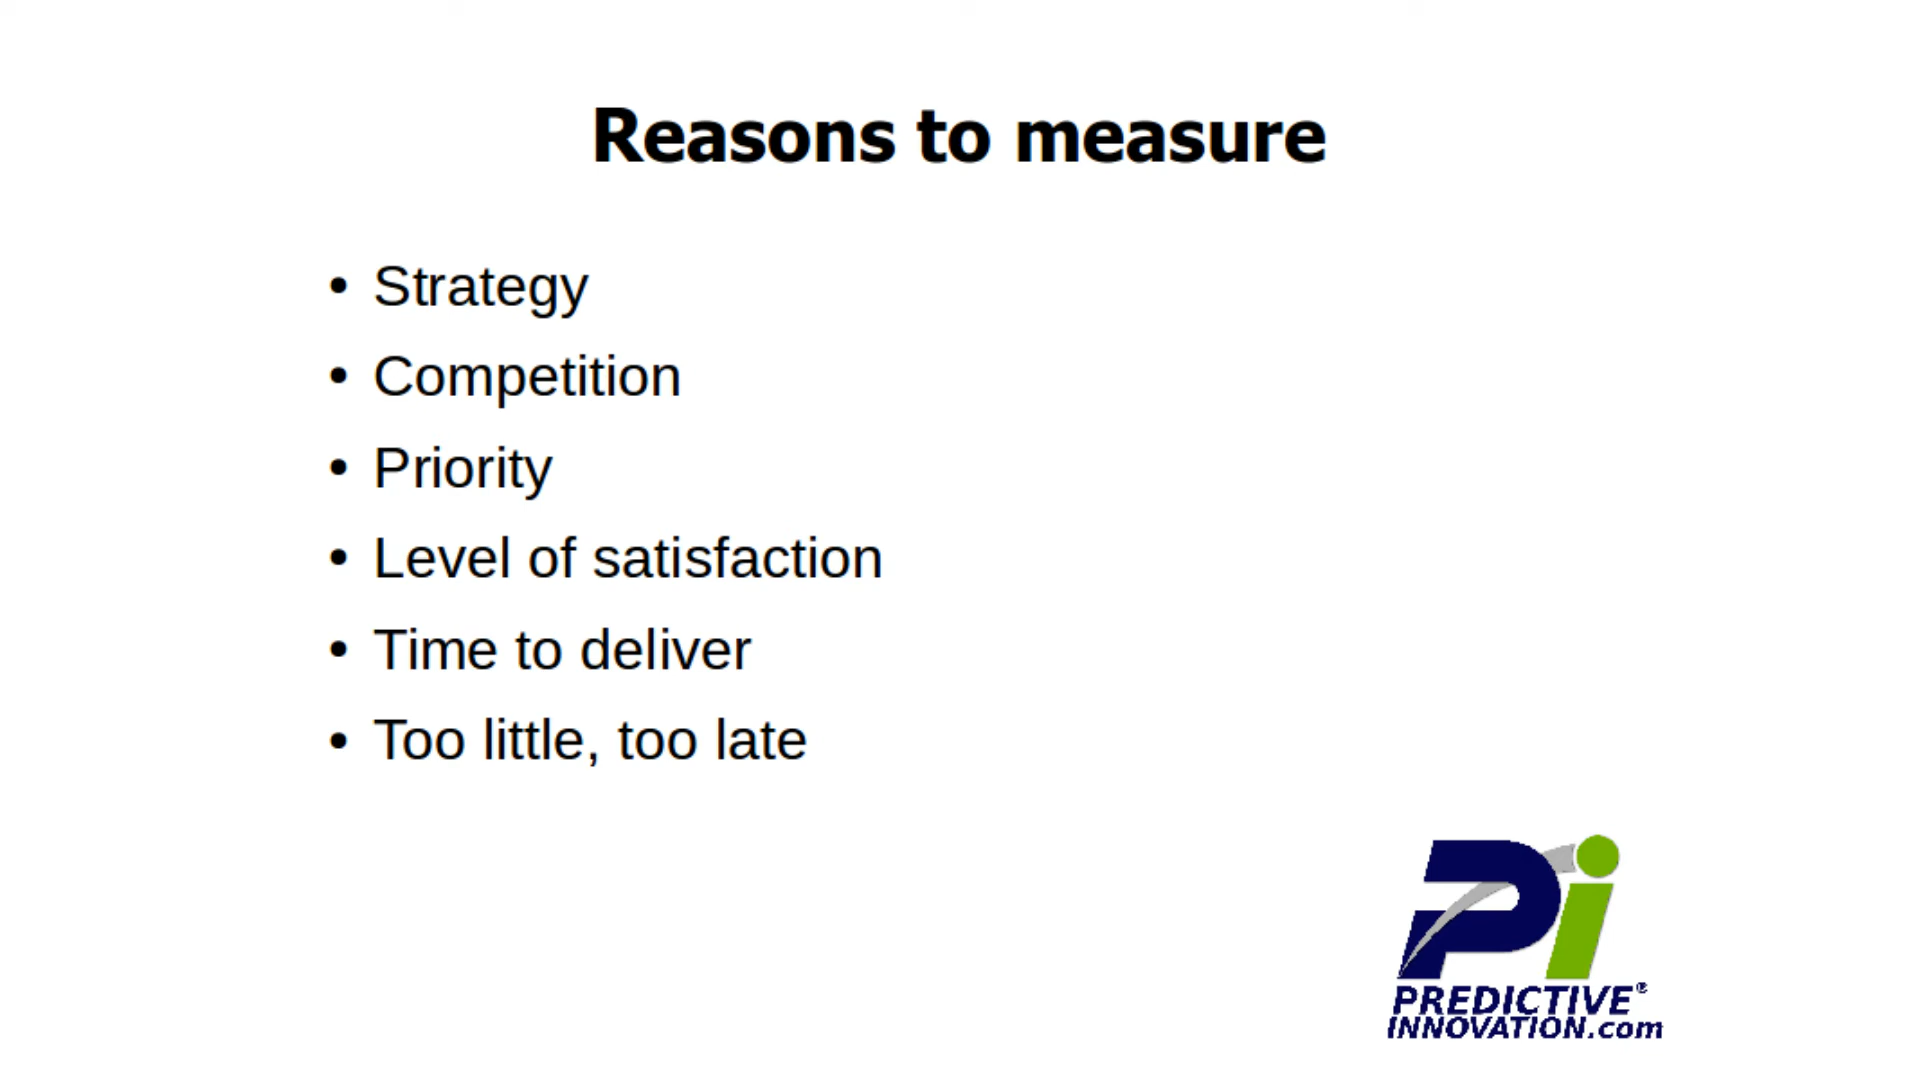 Reasons to measure
• Strategy
• Competition
• Priority
• Level of satisfaction
• Time to deliver
• Too little, too late
Pi
PREDICTIVE®
INNOVATION.com